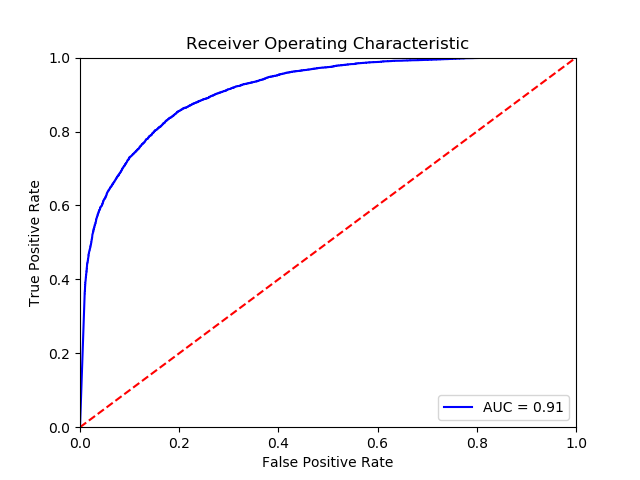 Receiver Operating Characteristic
True Positive Rate
1.0
0.8
0.6
0.4
0.2
0.0
AUC = 0.91
0.0 0.2 0.4 0.6 0.8 1.0
False Positive Rate